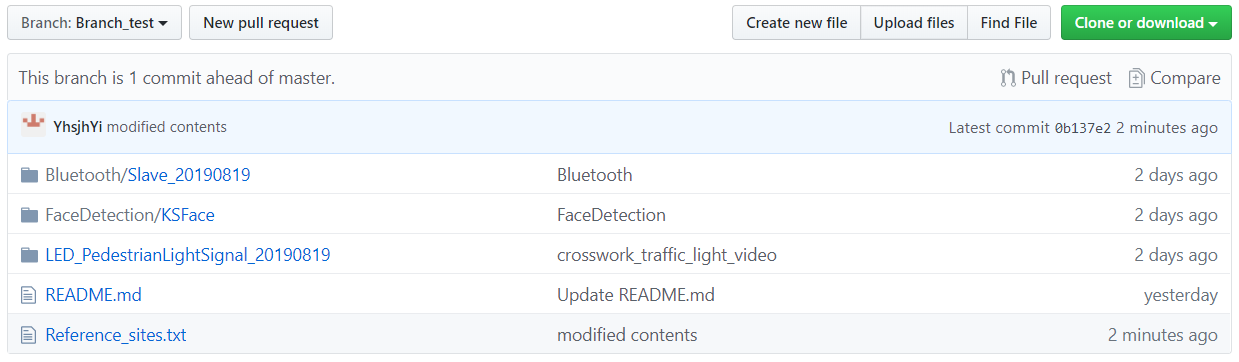 Branch: Branch_test New pull request Create new file Upload files Find File Clone or download
This branch is 1 commit ahead of master. Pull request Compare
YhsjhYi modified contents Latest commit 0b137e2 2 minutes ago
Bluetooth/Slave_20190819 Bluetooth 2 days ago
FaceDetection/KSFace FaceDetection 2 days ago
LED_PedestrianLightSignal_20190819 crosswork_traffic_light_video 2 days ago
README.md Update README.md yesterday
Reference_sites.txt modified contents 2 minutes ago